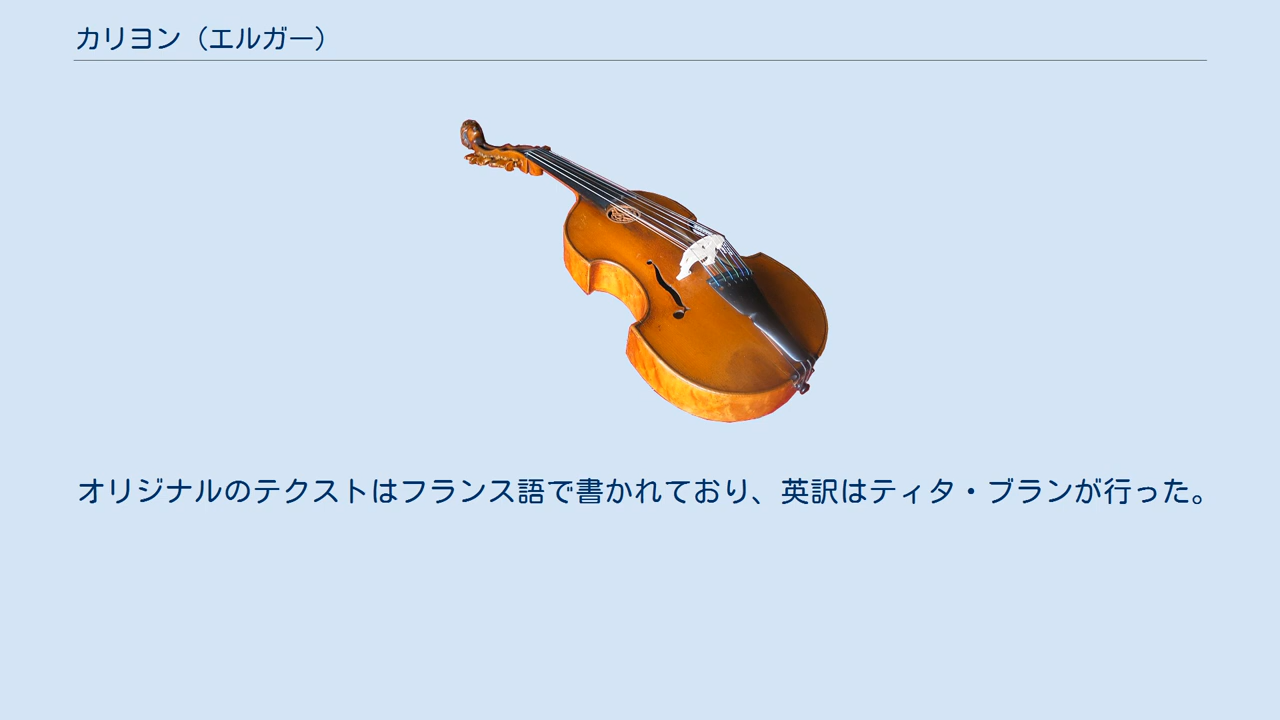 カリヨン（エルガー）
オリジナルのテクストはフランス語で書かれており、英訳はティタ・ブランが行った。